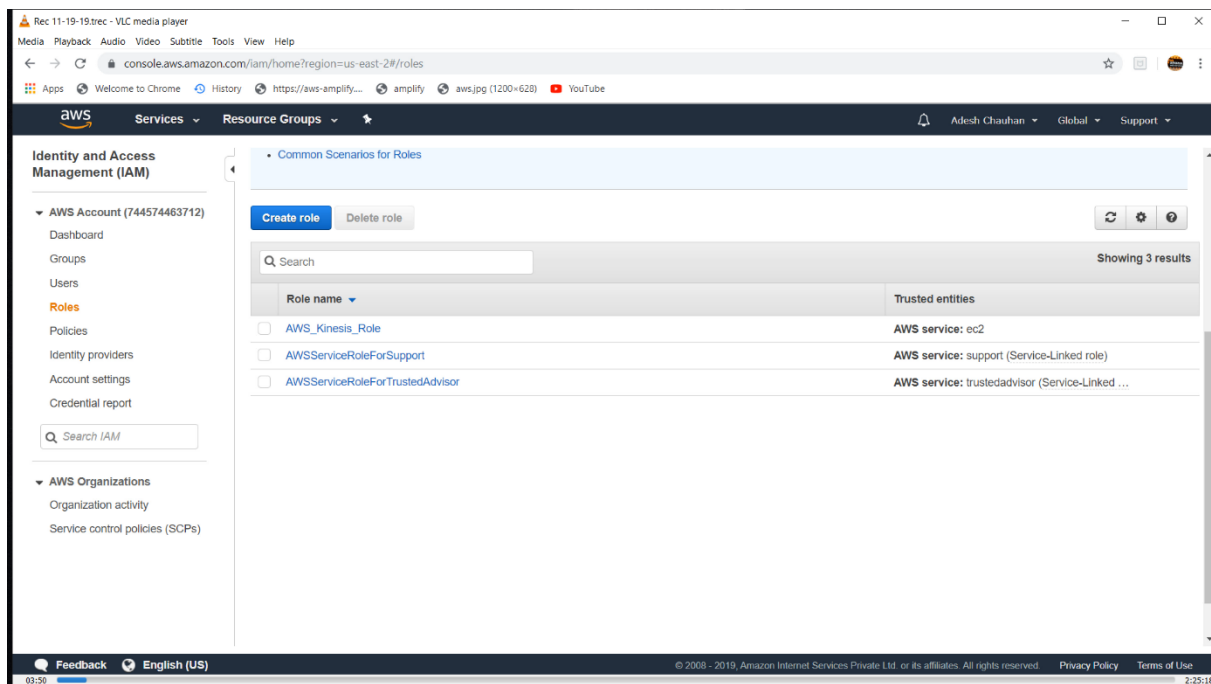 Rec 11-19-19.trec - VLC media player
Media Playback Audio Video Subtitle Tools View Help
console.aws.amazon.com/iam/home?region=us-east-2#/roles
Apps Welcome to Chrome History https://aws-amplify.... amplify aws.jpg (1200×628) YouTube
aws Services Resource Groups Adesh Chauhan Global Support
Identity and Access
Management (IAM)
AWS Account (744574463712)
Dashboard
Groups
Users
Roles
Policies
Identity providers
Account settings
Credential report
Search IAM
AWS Organizations
Organization activity
Service control policies (SCPs)
• Common Scenarios for Roles
Create role Delete role
Search Showing 3 results
Role name Trusted entities
AWS_Kinesis_Role AWS service: ec2
AWSServiceRoleForSupport AWS service: support (Service-Linked role)
AWSServiceRoleForTrustedAdvisor AWS service: trustedadvisor (Service-Linked ...
Feedback English (US) © 2008 - 2019, Amazon Internet Services Private Ltd. or its affiliates. All rights reserved. Privacy Policy Terms of Use
03:50 2:25:18